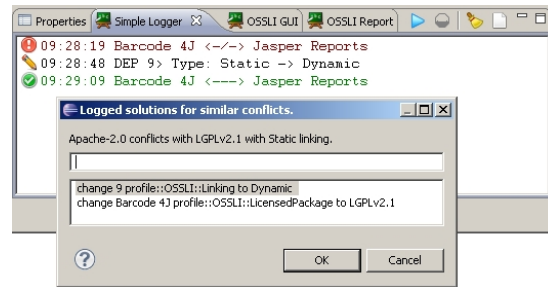 Properties Simple Logger OSSLI GUI OSSLI Report
09:28:19 Barcode 4J <-/-> Jasper Reports
09:28:48 DEP 9> Type: Static -> Dynamic
09:29:09 Barcode 4J <---> Jasper Reports
Logged solutions for similar conflicts.
Apache-2.0 conflicts with LGPLv2.1 with Static linking.
change 9 profile::OSSLI::Linking to Dynamic
change Barcode 4J profile::OSSLI::LicensedPackage to LGPLv2.1
? OK Cancel